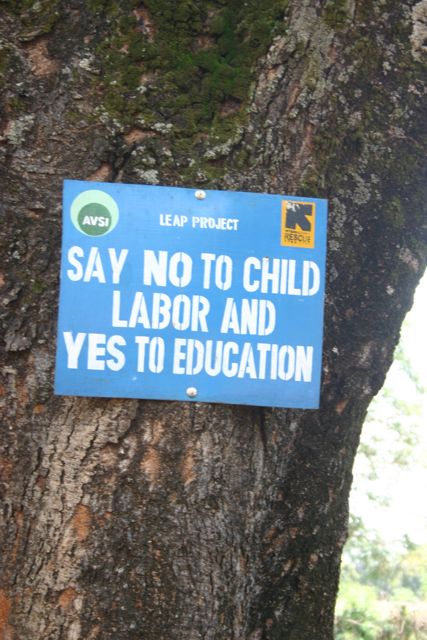 AVSI
LEAP PROJECT
RESCUE
SAY NO TO CHILD
LABOR AND
YES TO EDUCATION